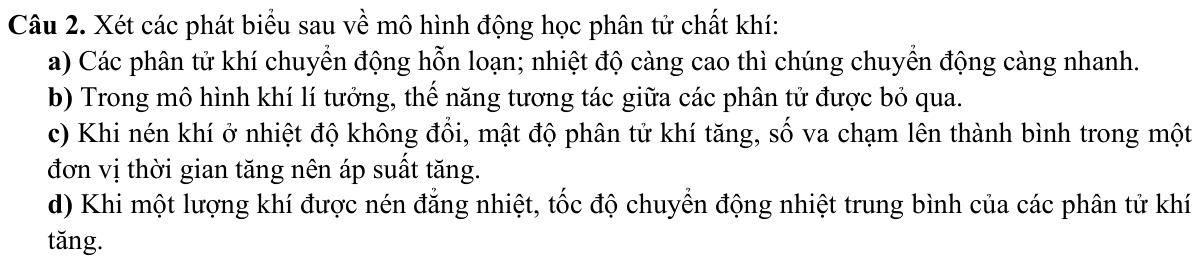 Câu 2. Xét các phát biểu sau về mô hình động học phân tử chất khí:
a) Các phân tử khí chuyển động hỗn loạn; nhiệt độ càng cao thì chúng chuyển động càng nhanh.
b) Trong mô hình khí lí tưởng, thế năng tương tác giữa các phân tử được bỏ qua.
c) Khi nén khí ở nhiệt độ không đổi, mật độ phân tử khí tăng, số va chạm lên thành bình trong một
đơn vị thời gian tăng nên áp suất tăng.
d) Khi một lượng khí được nén đẳng nhiệt, tốc độ chuyển động nhiệt trung bình của các phân tử khí
tăng.